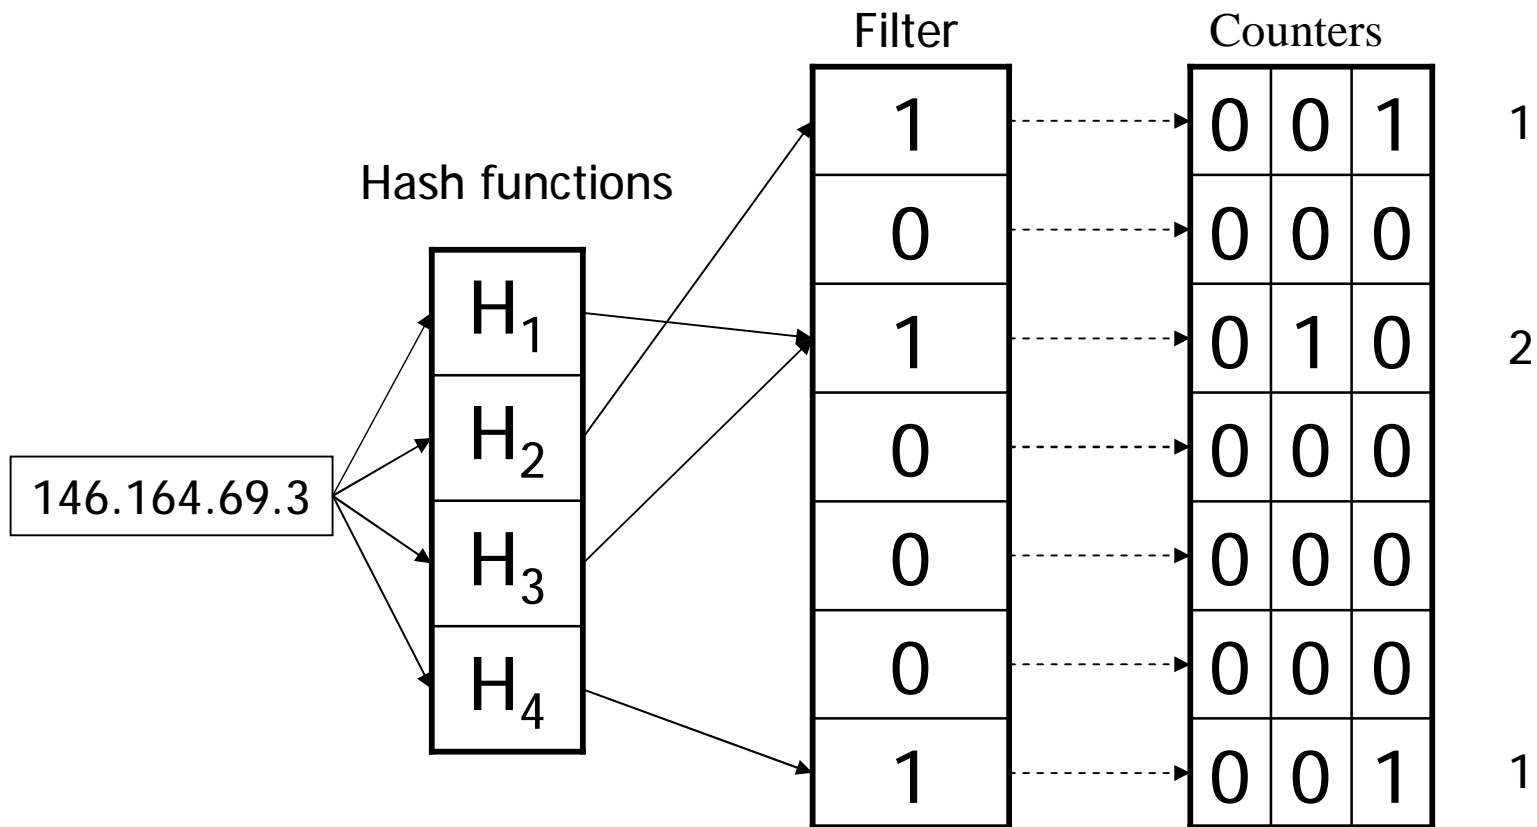 Filter Counters
Hash functions
146.164.69.3
H1
H2
H3
H4
1 0 0 1 1
0 0 0 0
1 0 1 0 2
0 0 0 0
0 0 0 0
0 0 0 0
1 0 0 1 1